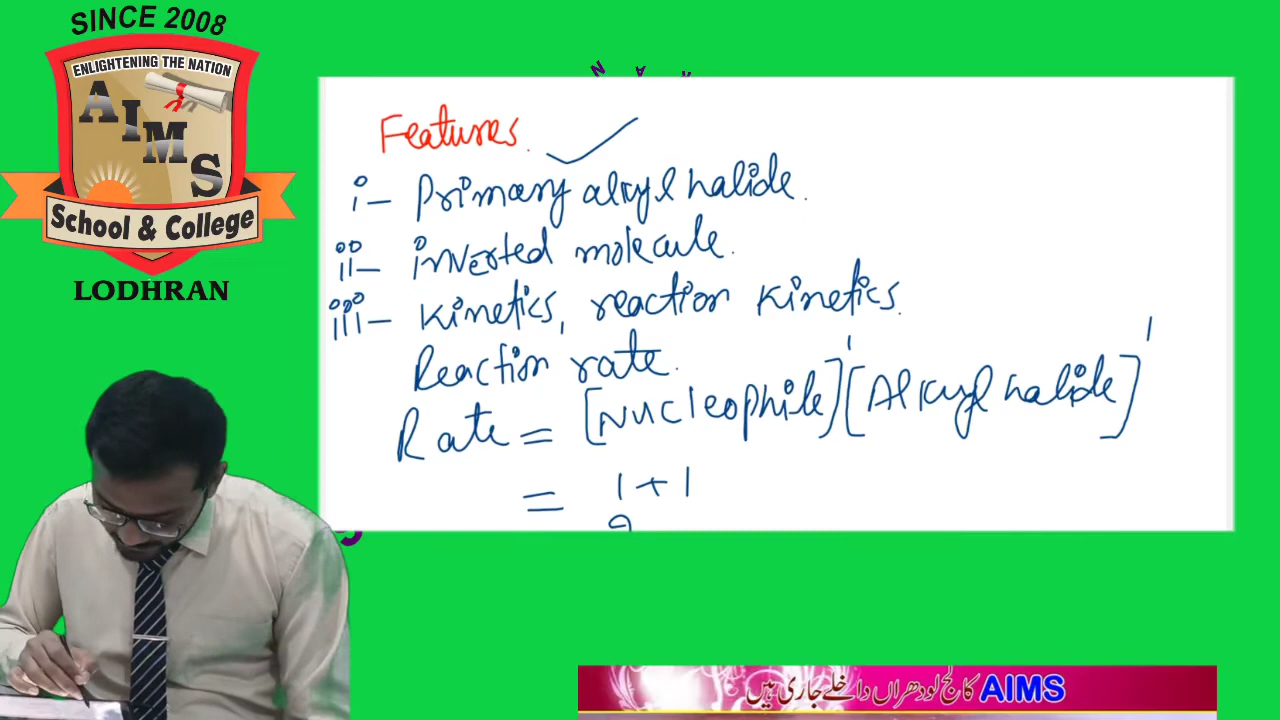 SINCE 2008
ENLIGHTENING THE NATION
AIMS
School & College
LODHRAN
Features.
i- Primary alkyl halide.
ii- inverted molecule.
iii- Kinetics, reaction kinetics.
Reaction rate.
Rate = [Nucleophile]¹ [Alkyl halide]¹
= 1 + 1
2
AIMS کالج لودھراں داخلے جاری ہیں